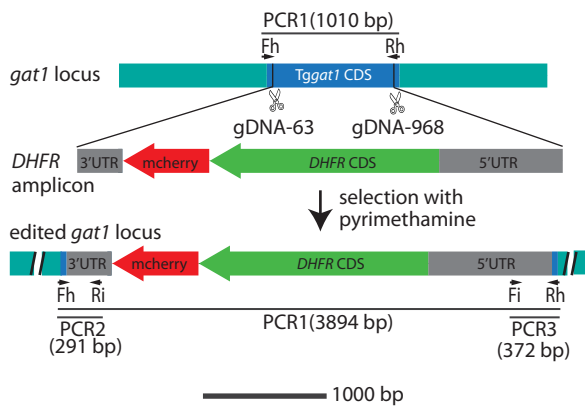 PCR1(1010 bp)
Fh Rh
gat1 locus
Tggat1 CDS
gDNA-63 gDNA-968
DHFR
amplicon
3'UTR mcherry DHFR CDS 5'UTR
selection with
pyrimethamine
edited gat1 locus
3'UTR mcherry DHFR CDS 5'UTR
Fh Ri Fi Rh
PCR2
(291 bp)
PCR1(3894 bp)
PCR3
(372 bp)
1000 bp